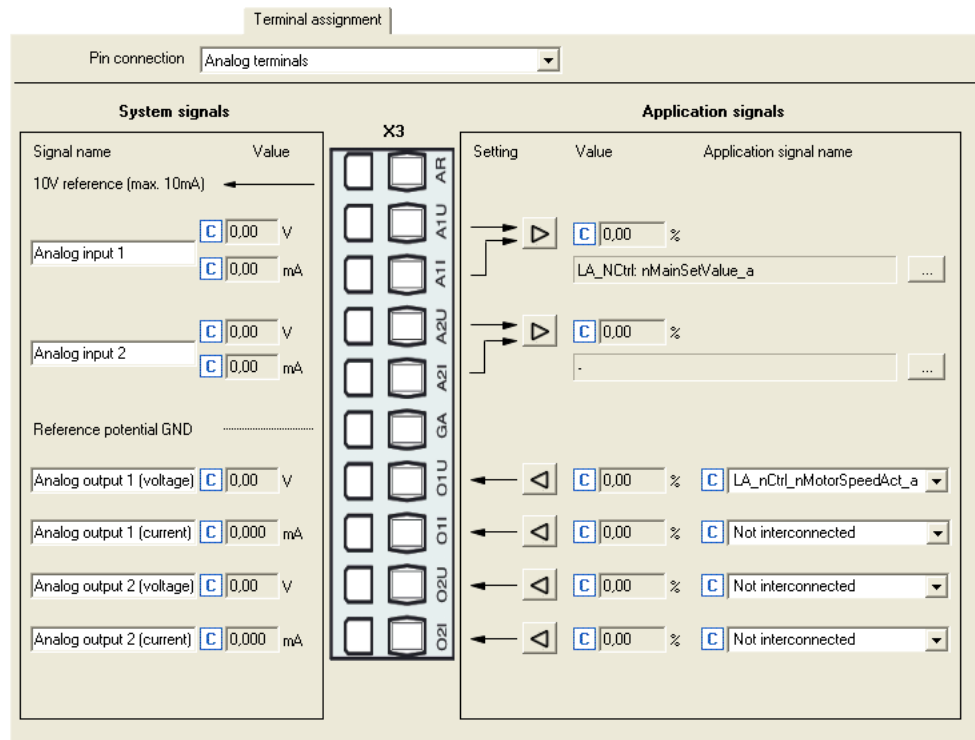 Terminal assignment
Pin connection Analog terminals
System signals
X3
Application signals
Signal name Value
Setting Value Application signal name
10V reference (max. 10mA)
AR
C 0,00 V
A1U
C 0,00 %
Analog input 1
C 0,00 mA
A1I
LA_NCtrl: nMainSetValue_a ...
C 0,00 V
A2U
C 0,00 %
Analog input 2
C 0,00 mA
A2I
- ...
Reference potential GND
GA
Analog output 1 (voltage) C 0,00 V
O1U
C 0,00 % C LA_nCtrl_nMotorSpeedAct_a
Analog output 1 (current) C 0,000 mA
O1I
C 0,00 % C Not interconnected
Analog output 2 (voltage) C 0,00 V
O2U
C 0,00 % C Not interconnected
Analog output 2 (current) C 0,000 mA
O2I
C 0,00 % C Not interconnected